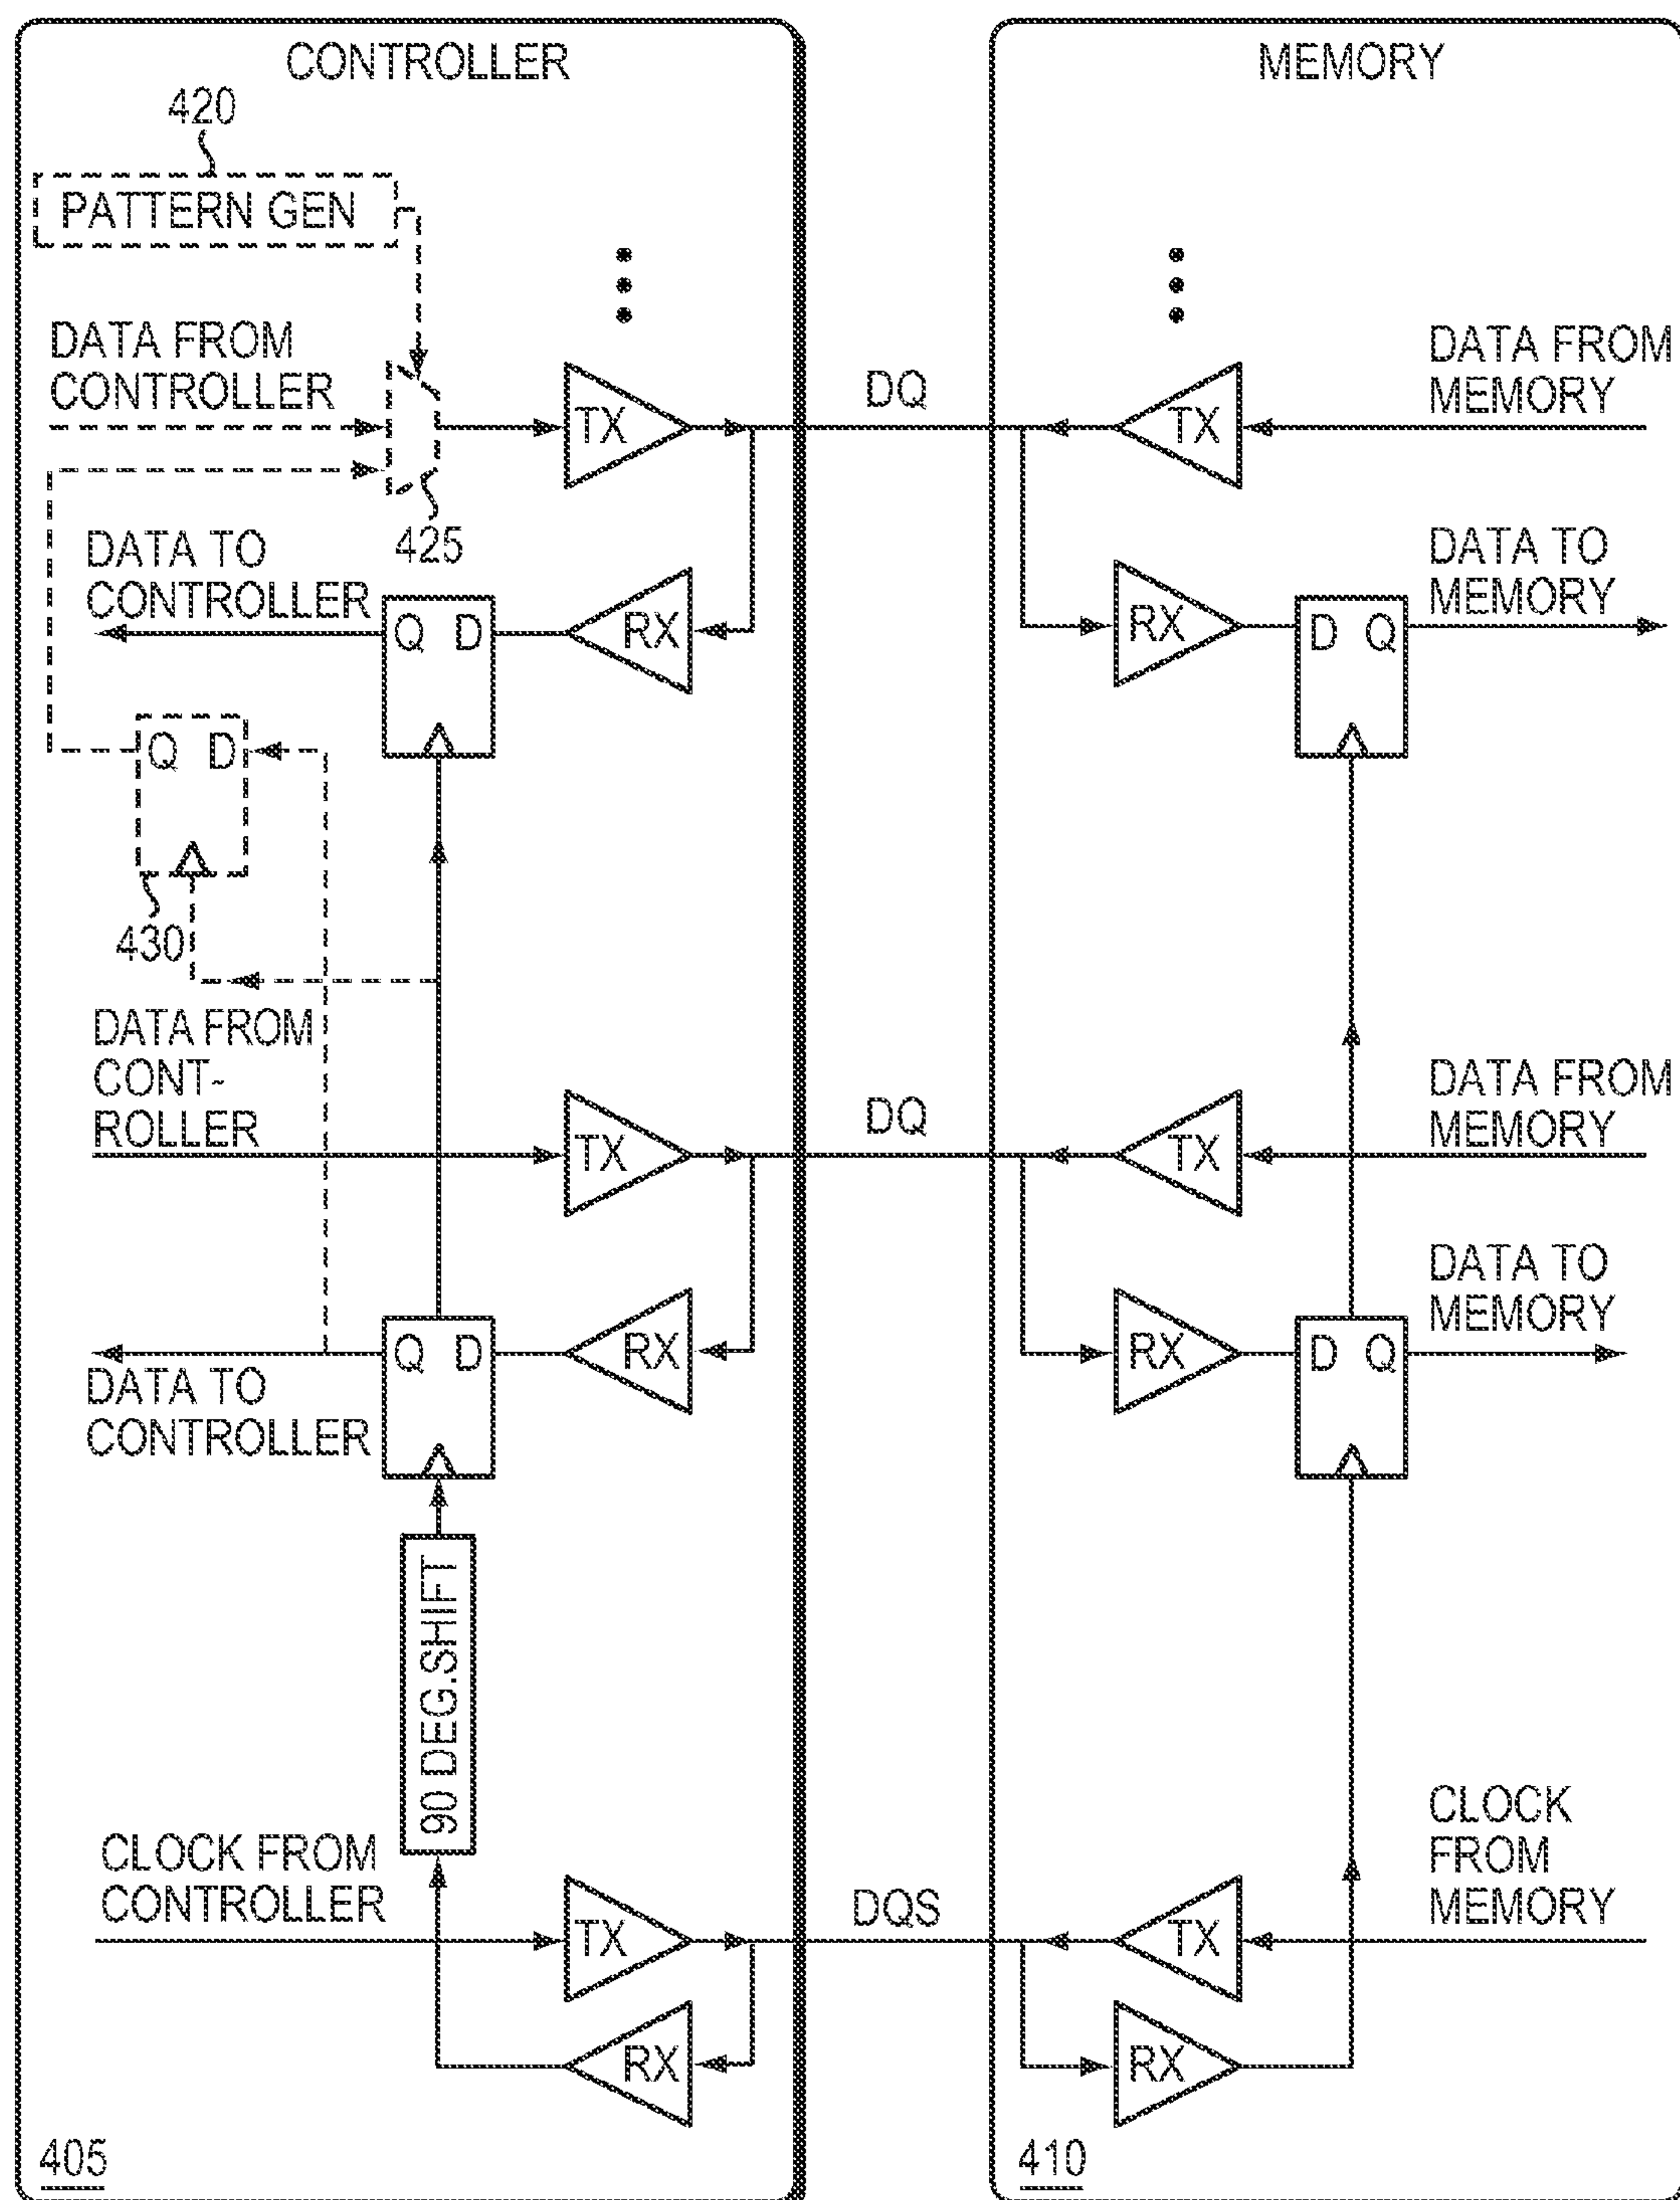 CONTROLLER
MEMORY
420
PATTERN GEN
DATA FROM
CONTROLLER
TX
DQ
TX
DATA FROM
MEMORY
425
DATA TO
CONTROLLER
Q D
RX
RX
D Q
DATA TO
MEMORY
Q D
430
DATA FROM
CONT-
ROLLER
TX
DQ
TX
DATA FROM
MEMORY
DATA TO
CONTROLLER
Q D
RX
RX
D Q
DATA TO
MEMORY
90 DEG.SHIFT
CLOCK FROM
CONTROLLER
TX
DQS
TX
CLOCK
FROM
MEMORY
RX
RX
405
410